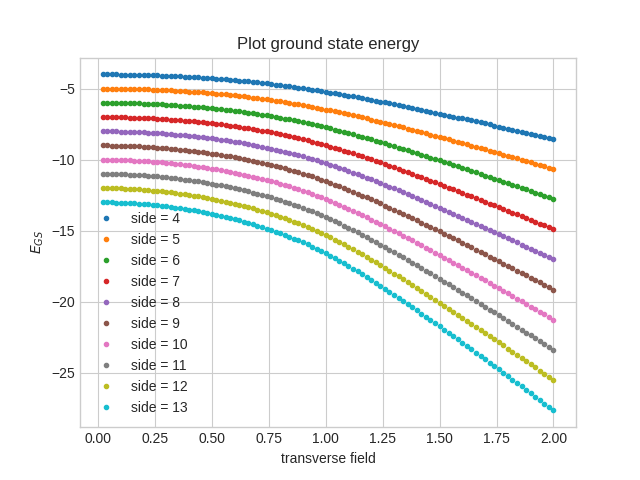 Plot ground state energy
−5
−10
−15
−20
−25
E_GS
side = 4
side = 5
side = 6
side = 7
side = 8
side = 9
side = 10
side = 11
side = 12
side = 13
0.00 0.25 0.50 0.75 1.00 1.25 1.50 1.75 2.00
transverse field